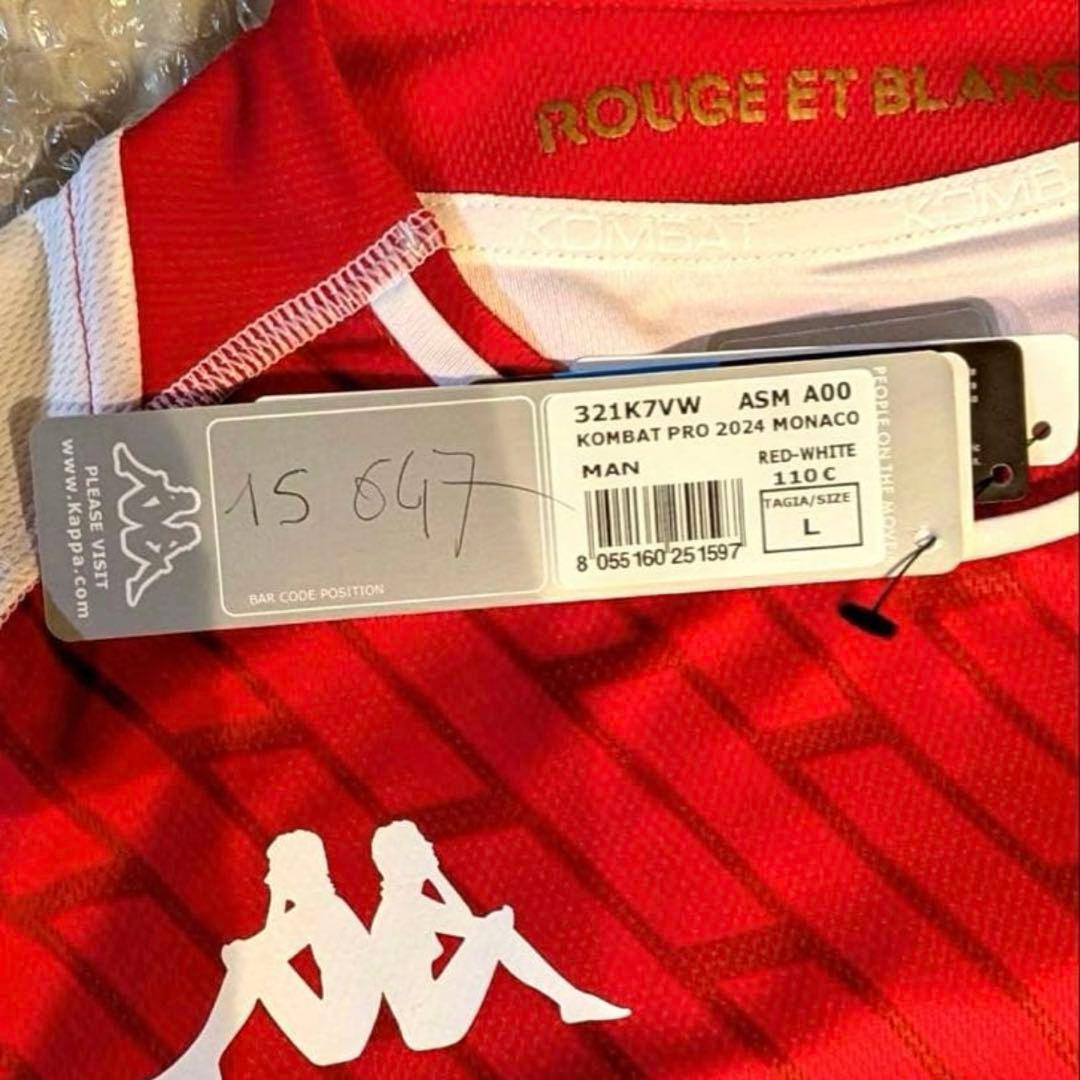 ROUGE ET BLANC
KOMBAT KOMB
PLEASE VISIT
www.Kappa.com
15 647
BAR CODE POSITION
321K7VW ASM A00
KOMBAT PRO 2024 MONACO
MAN RED-WHITE
110€
TAGIA/SIZE
L
8 055160 251597
PEOPLE ON THE MOVE